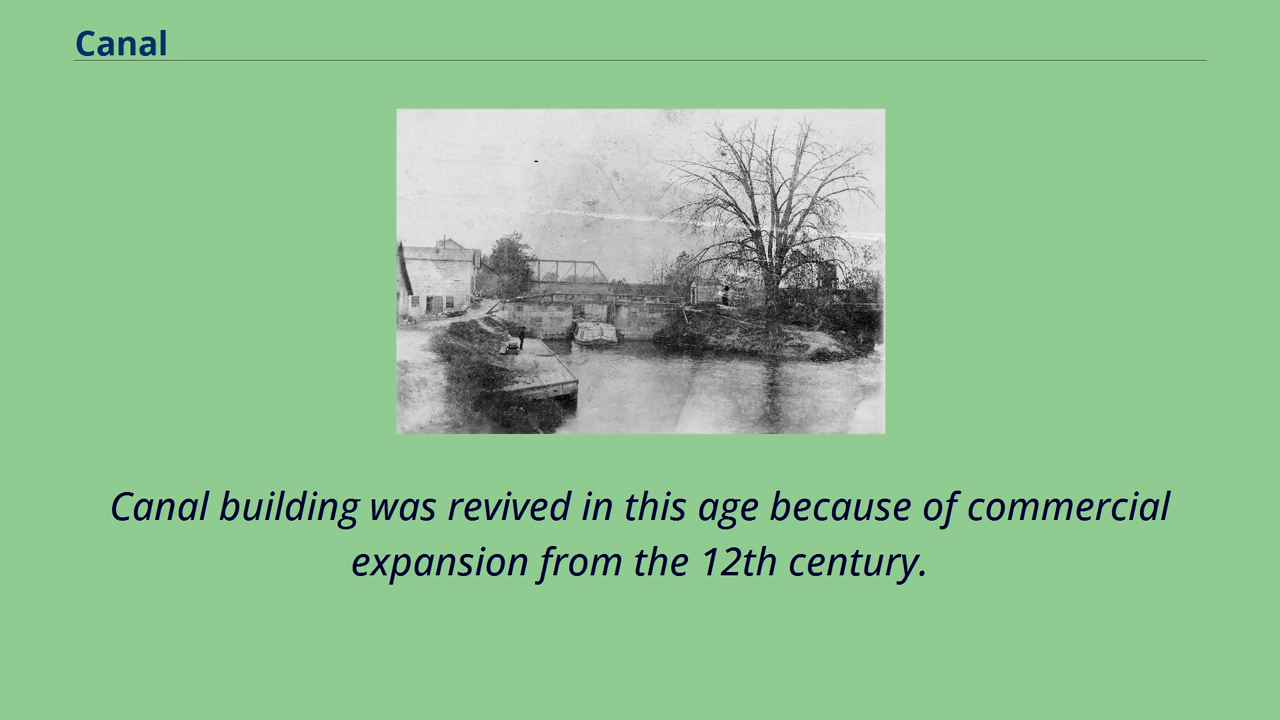 Canal
Canal building was revived in this age because of commercial
expansion from the 12th century.